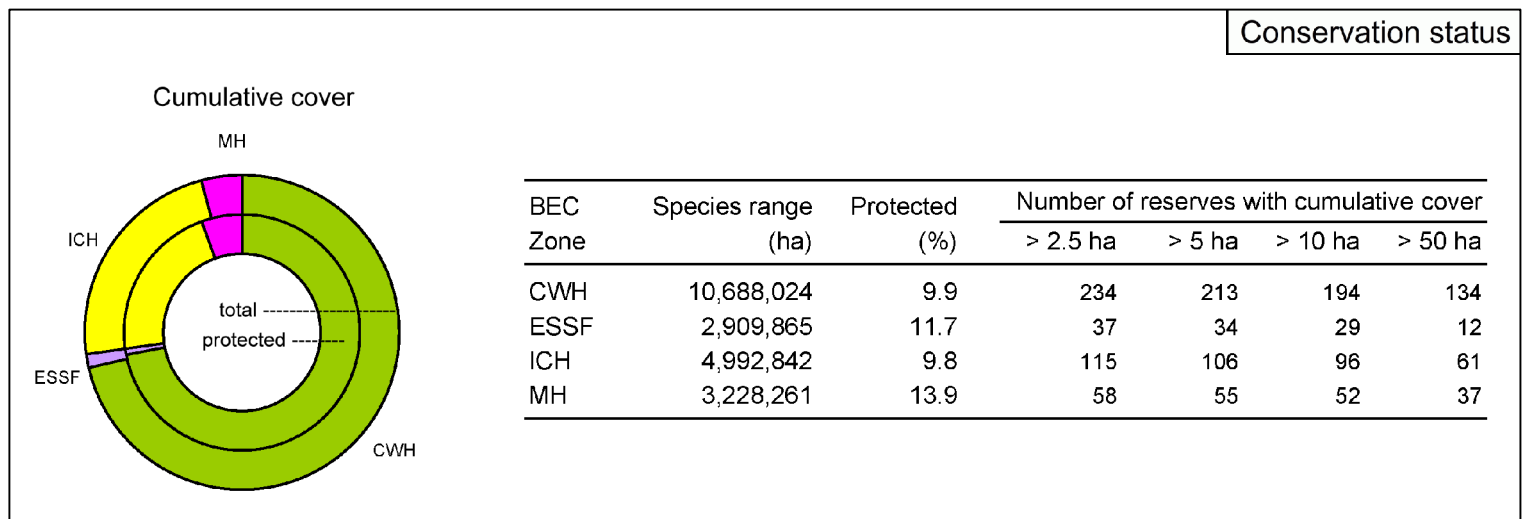 Conservation status
Cumulative cover
MH
ICH
total
protected
ESSF
CWH
BEC Species range Protected Number of reserves with cumulative cover
Zone (ha) (%) > 2.5 ha > 5 ha > 10 ha > 50 ha
CWH 10,688,024 9.9 234 213 194 134
ESSF 2,909,865 11.7 37 34 29 12
ICH 4,992,842 9.8 115 106 96 61
MH 3,228,261 13.9 58 55 52 37